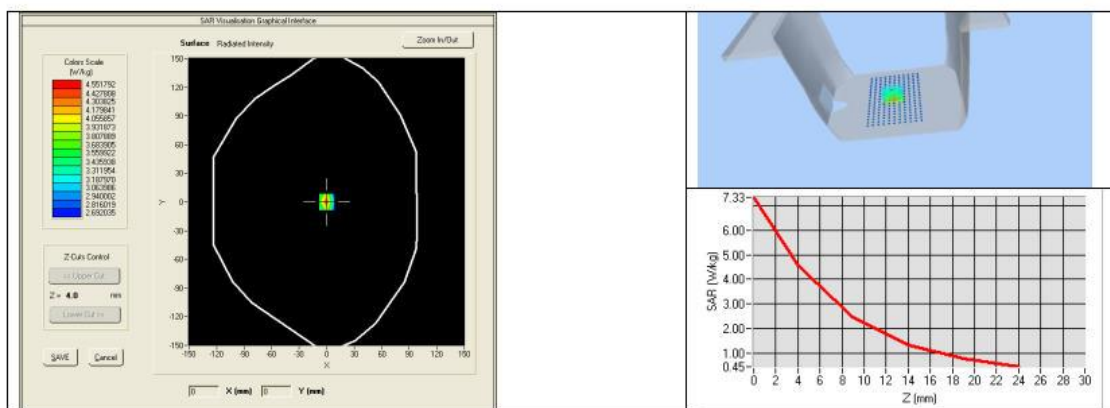 SAR Visualisation Graphical Interface
Surface Radiated Intensity
Zoom In/Out
Colors Scale
(W/kg)
4.551792
4.427808
4.303825
4.179841
4.055857
3.931873
3.807889
3.683905
3.559922
3.435938
3.311954
3.187970
3.063986
2.940002
2.816019
2.692035
Z-Cuts Control
<< Upper Cut
Z = 4.0 mm
Lower Cut >>
SAVE Cancel
150
120
90
60
30
0
-30
-60
-90
-120
-150
Y
-150 -120 -90 -60 -30 0 30 60 90 120 150
X
0 X (mm) 0 Y (mm)
7.33
6.00
5.00
4.00
3.00
2.00
1.00
0.45
SAR (W/kg)
0 2 4 6 8 10 12 14 16 18 20 22 24 26 28 30
Z (mm)